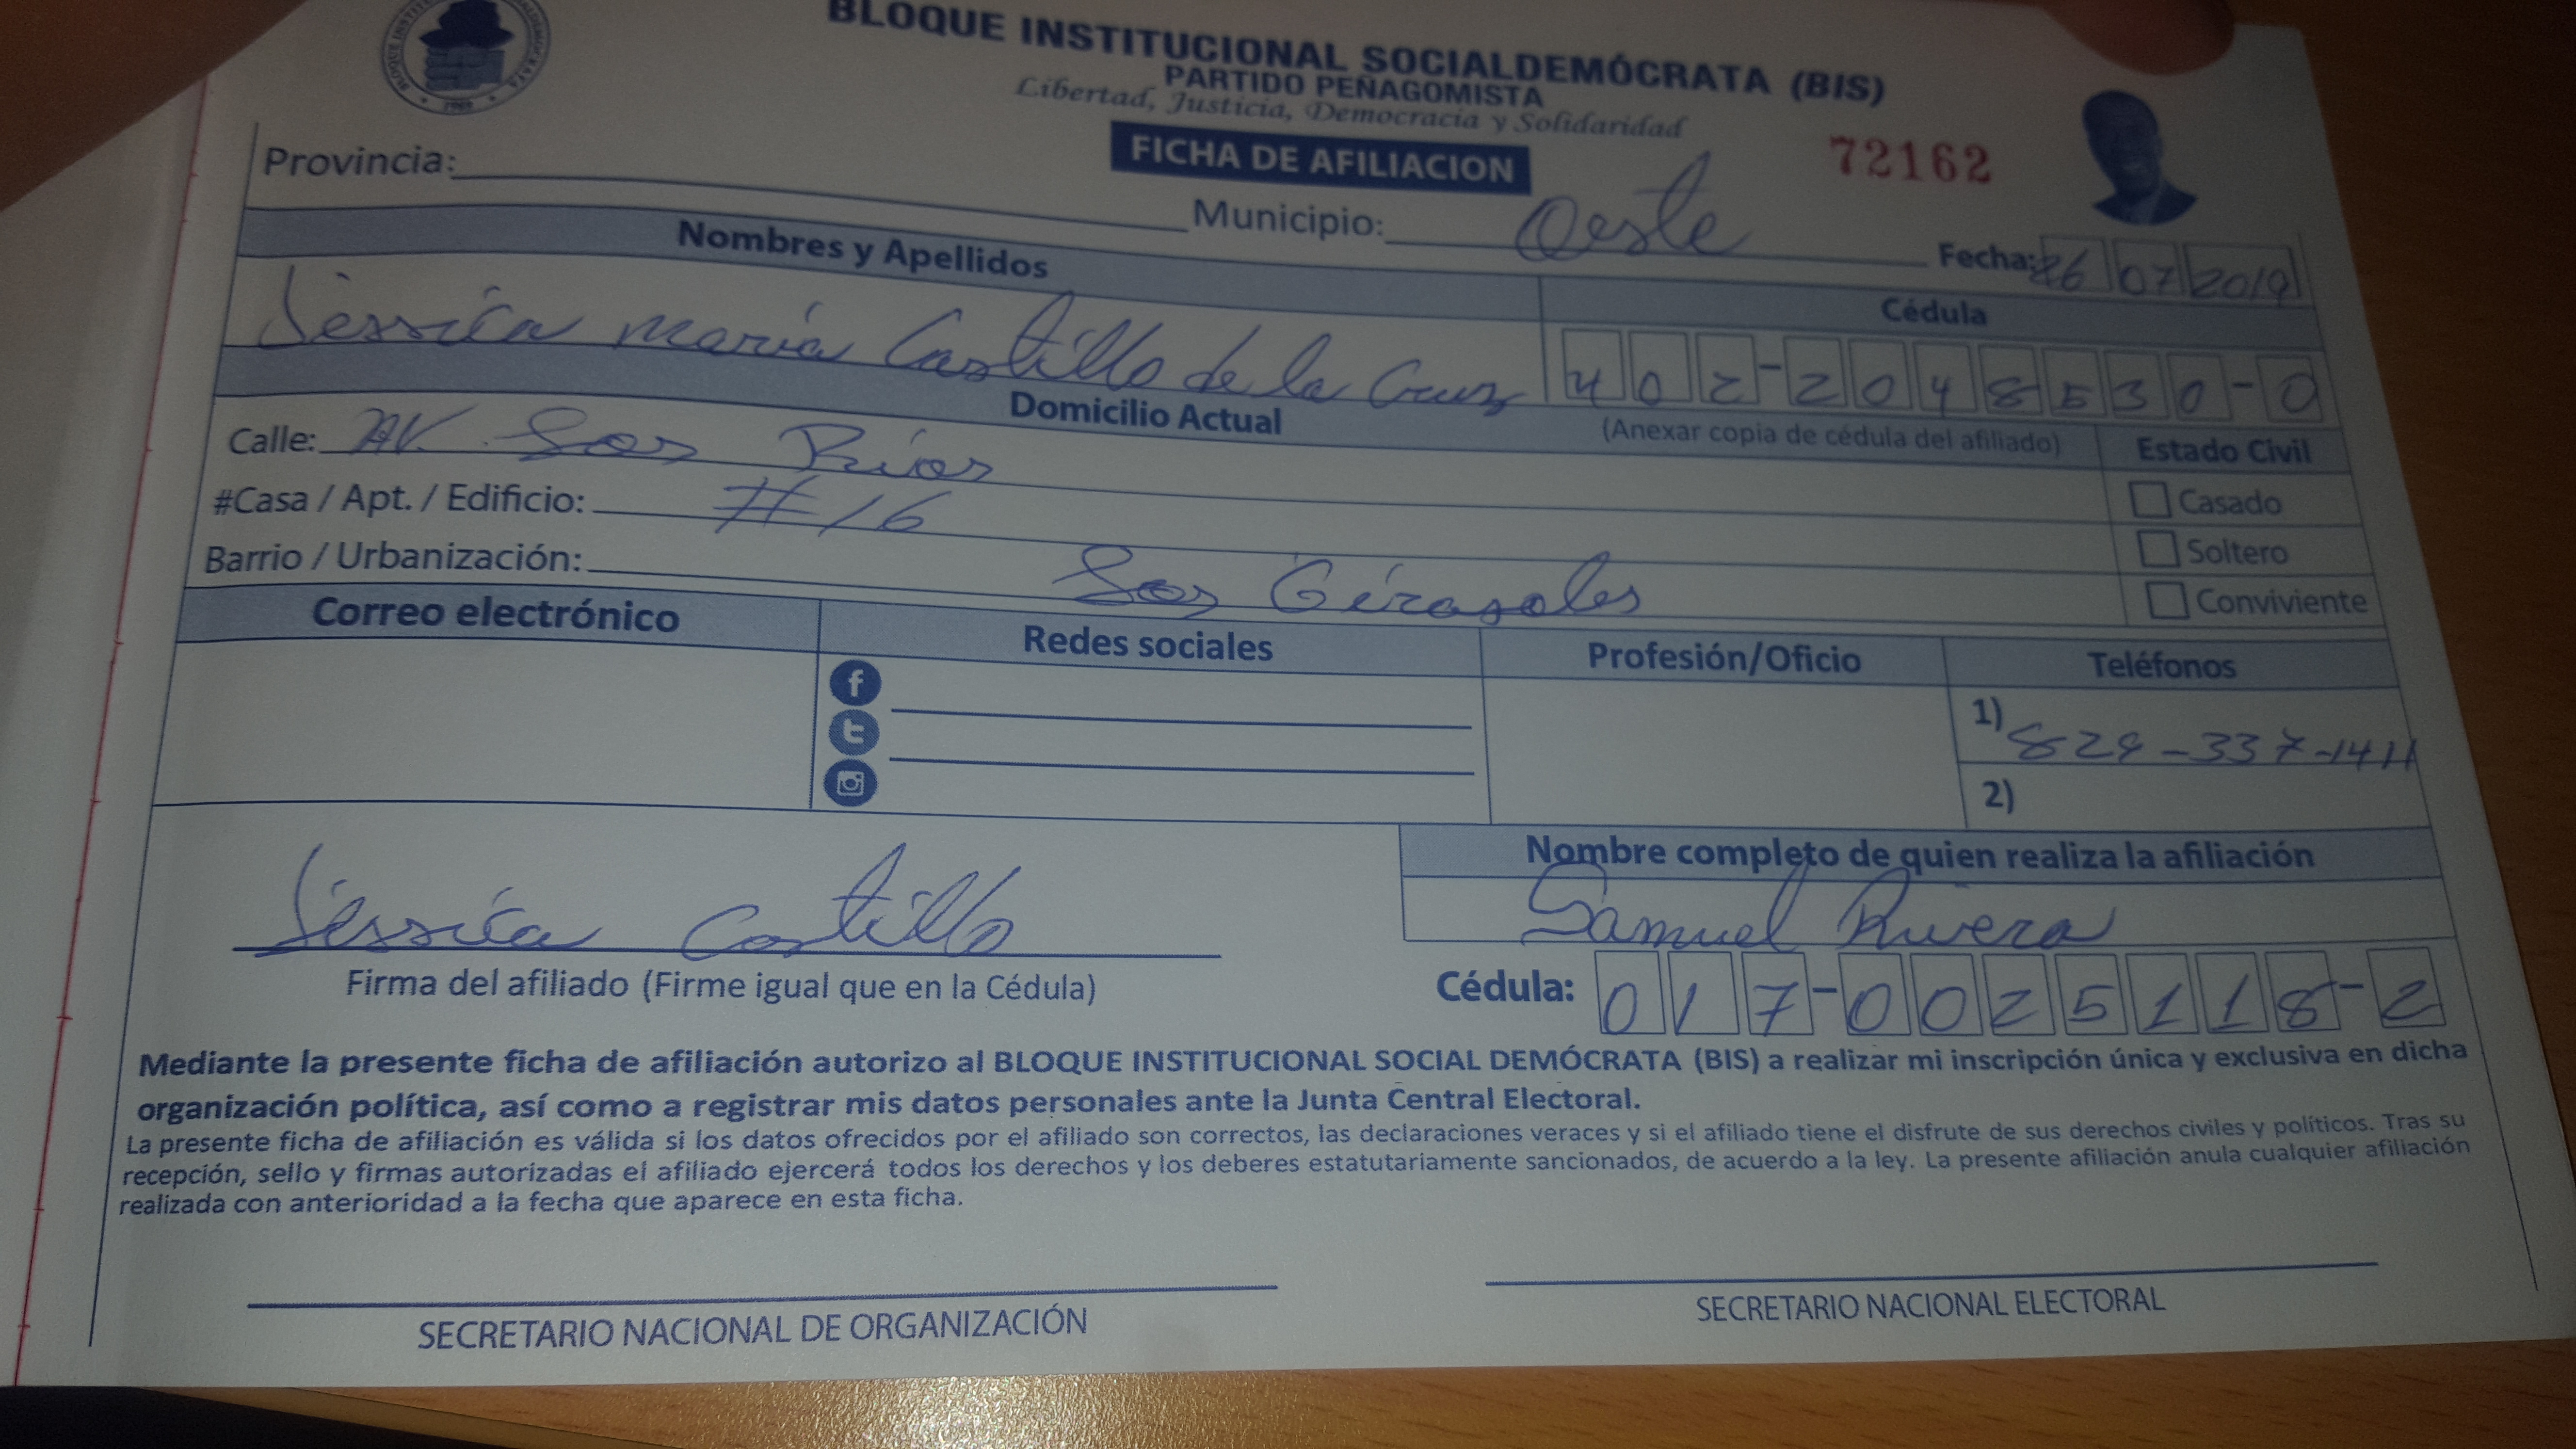 BLOQUE INSTITUCIONAL SOCIALDEMÓCRATA (BIS)
PARTIDO PEÑAGOMISTA
Libertad, Justicia, Democracia y Solidaridad
FICHA DE AFILIACION
72162
Provincia:
Municipio: Oeste
Fecha: 26 07 2019
Nombres y Apellidos
Cédula
Jessica maria Castillo de la Cruz 402-2048530-0
Domicilio Actual
(Anexar copia de cédula del afiliado)
Estado Civil
Calle: AV. Los Rios
Casado
#Casa / Apt. / Edificio: #16
Soltero
Barrio / Urbanización: Los Girasoles
Conviviente
Correo electrónico
Redes sociales
Profesión/Oficio
Teléfonos
1) 829-337-1411
2)
Nombre completo de quien realiza la afiliación
Jessica Castillo
Samuel Rivera
Firma del afiliado (Firme igual que en la Cédula)
Cédula: 017-0025118-2
Mediante la presente ficha de afiliación autorizo al BLOQUE INSTITUCIONAL SOCIAL DEMÓCRATA (BIS) a realizar mi inscripción única y exclusiva en dicha
organización política, así como a registrar mis datos personales ante la Junta Central Electoral.
La presente ficha de afiliación es válida si los datos ofrecidos por el afiliado son correctos, las declaraciones veraces y si el afiliado tiene el disfrute de sus derechos civiles y políticos. Tras su
recepción, sello y firmas autorizadas el afiliado ejercerá todos los derechos y los deberes estatutariamente sancionados, de acuerdo a la ley. La presente afiliación anula cualquier afiliación
realizada con anterioridad a la fecha que aparece en esta ficha.
SECRETARIO NACIONAL DE ORGANIZACIÓN
SECRETARIO NACIONAL ELECTORAL